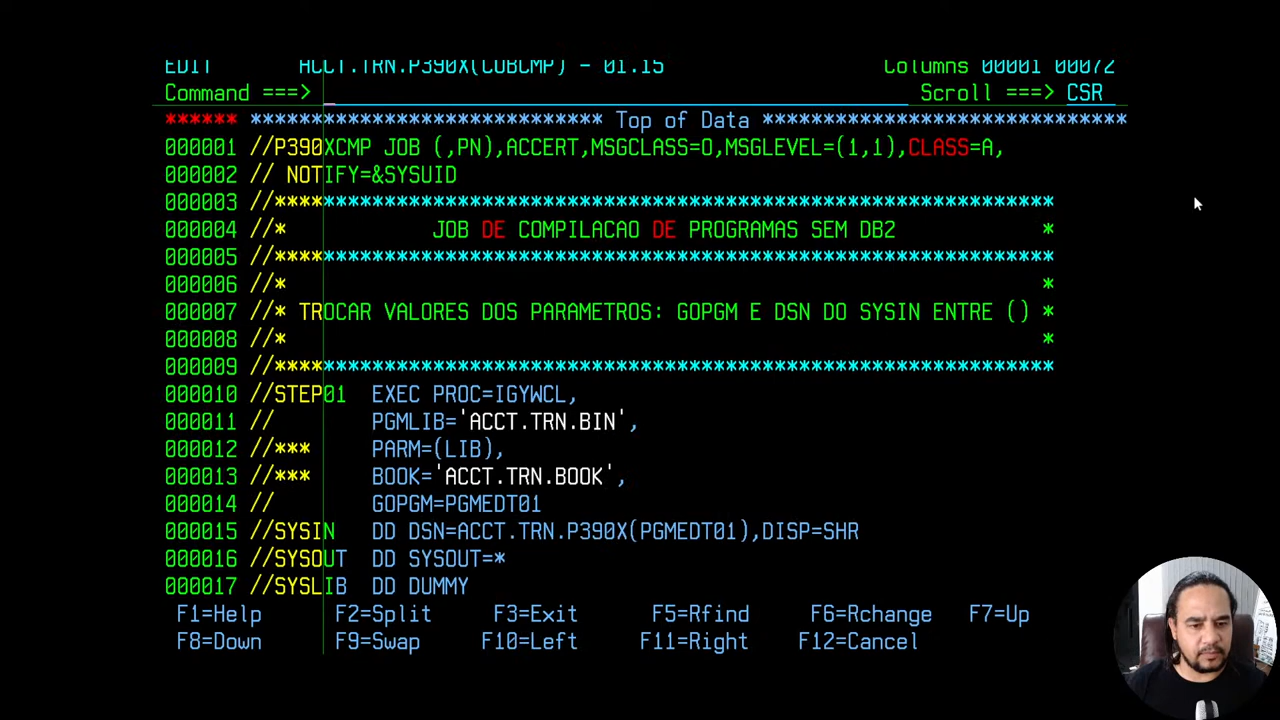 EDIT       ACCT.TRN.P390X(COBCMP) - 01.15                  Columns 00001 00072
Command ===>                                                  Scroll ===> CSR
****** ***************************** Top of Data ******************************
000001 //P390XCMP JOB (,PN),ACCERT,MSGCLASS=O,MSGLEVEL=(1,1),CLASS=A,
000002 // NOTIFY=&SYSUID
000003 //****************************************************************
000004 //*            JOB DE COMPILACAO DE PROGRAMAS SEM DB2            *
000005 //****************************************************************
000006 //*                                                              *
000007 //* TROCAR VALORES DOS PARAMETROS: GOPGM E DSN DO SYSIN ENTRE () *
000008 //*                                                              *
000009 //****************************************************************
000010 //STEP01  EXEC PROC=IGYWCL,
000011 //        PGMLIB='ACCT.TRN.BIN',
000012 //***     PARM=(LIB),
000013 //***     BOOK='ACCT.TRN.BOOK',
000014 //        GOPGM=PGMEDT01
000015 //SYSIN   DD DSN=ACCT.TRN.P390X(PGMEDT01),DISP=SHR
000016 //SYSOUT  DD SYSOUT=*
000017 //SYSLIB  DD DUMMY
F1=Help      F2=Split     F3=Exit      F5=Rfind     F6=Rchange   F7=Up
F8=Down      F9=Swap     F10=Left     F11=Right    F12=Cancel